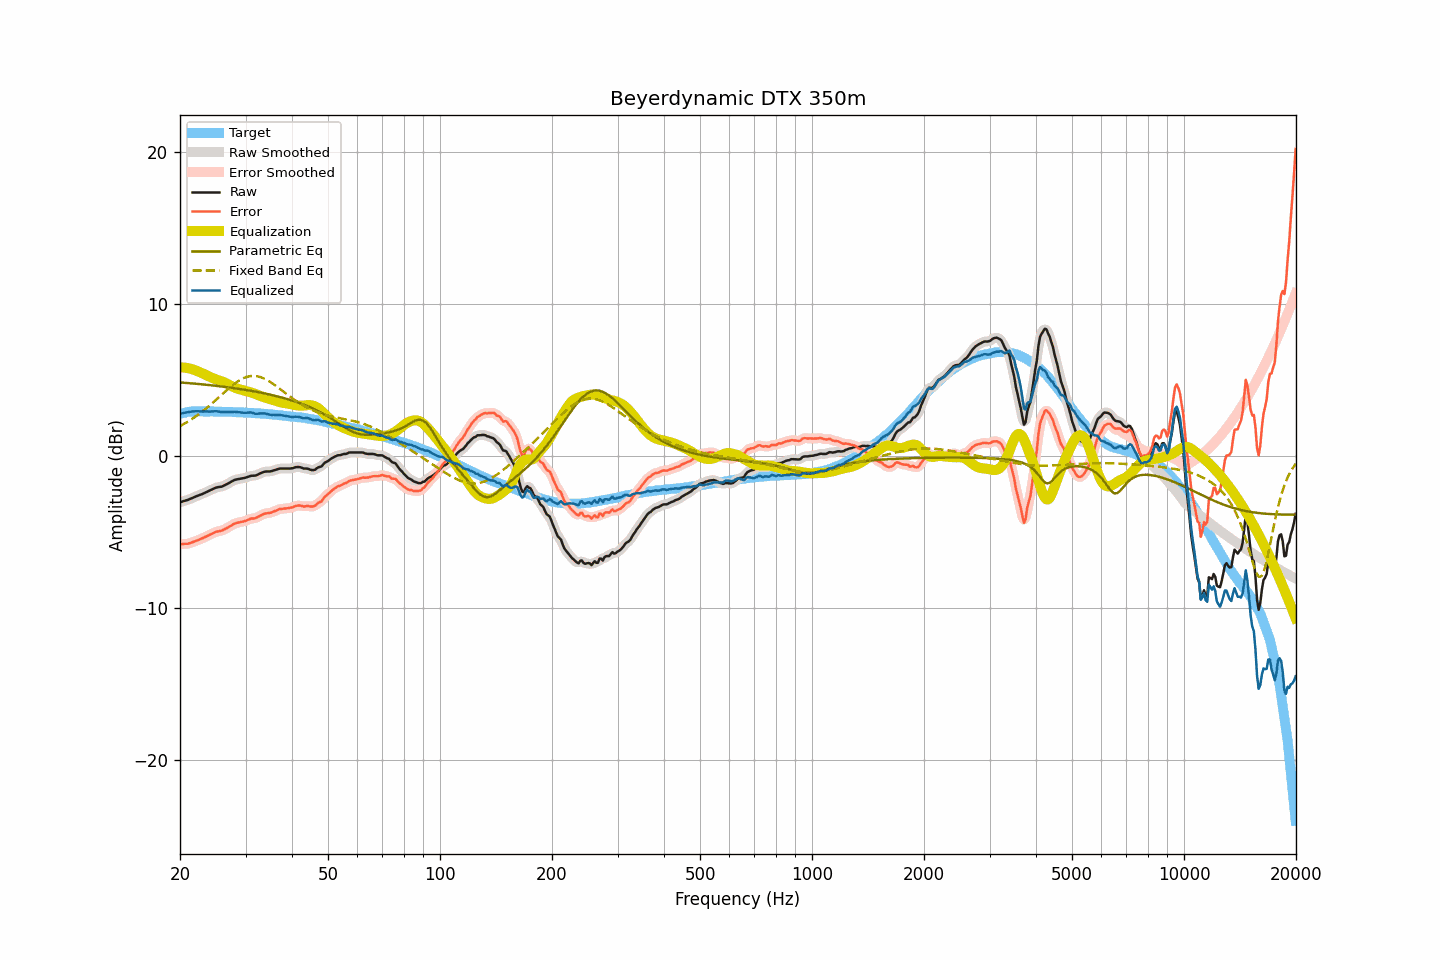 Beyerdynamic DTX 350m
Target
Raw Smoothed
Error Smoothed
Raw
Error
Equalization
Parametric Eq
Fixed Band Eq
Equalized
20
10
0
−10
−20
Amplitude (dBr)
20 50 100 200 500 1000 2000 5000 10000 20000
Frequency (Hz)